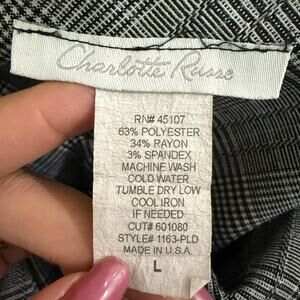 Charlotte Russe
RN# 45107
63% POLYESTER
34% RAYON
3% SPANDEX
MACHINE WASH
COLD WATER
TUMBLE DRY LOW
COOL IRON
IF NEEDED
CUT# 601080
STYLE# 1163-PLD
MADE IN U.S.A.
L